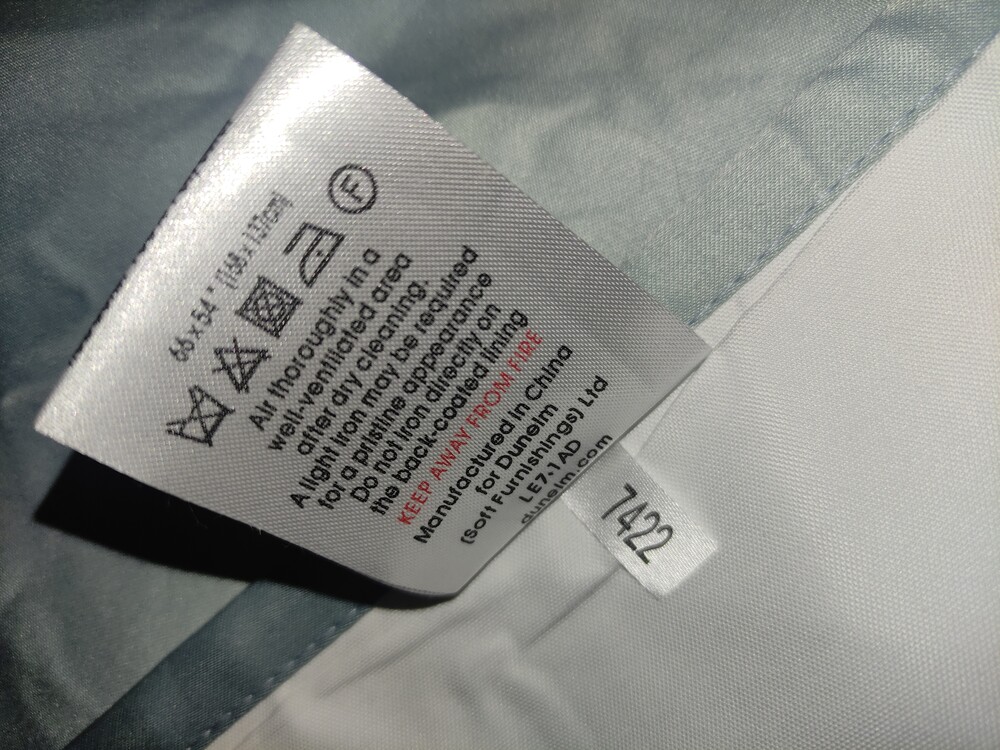 66 x 54" (168 x 137cm)
F
Air thoroughly in a
well-ventilated area
after dry cleaning.
A light iron may be required
for a pristine appearance
Do not iron directly on
the back-coated lining
KEEP AWAY FROM FIRE
Manufactured in China
for Dunelm
(Soft Furnishings) Ltd
LE7 1AD
dunelm.com
7422